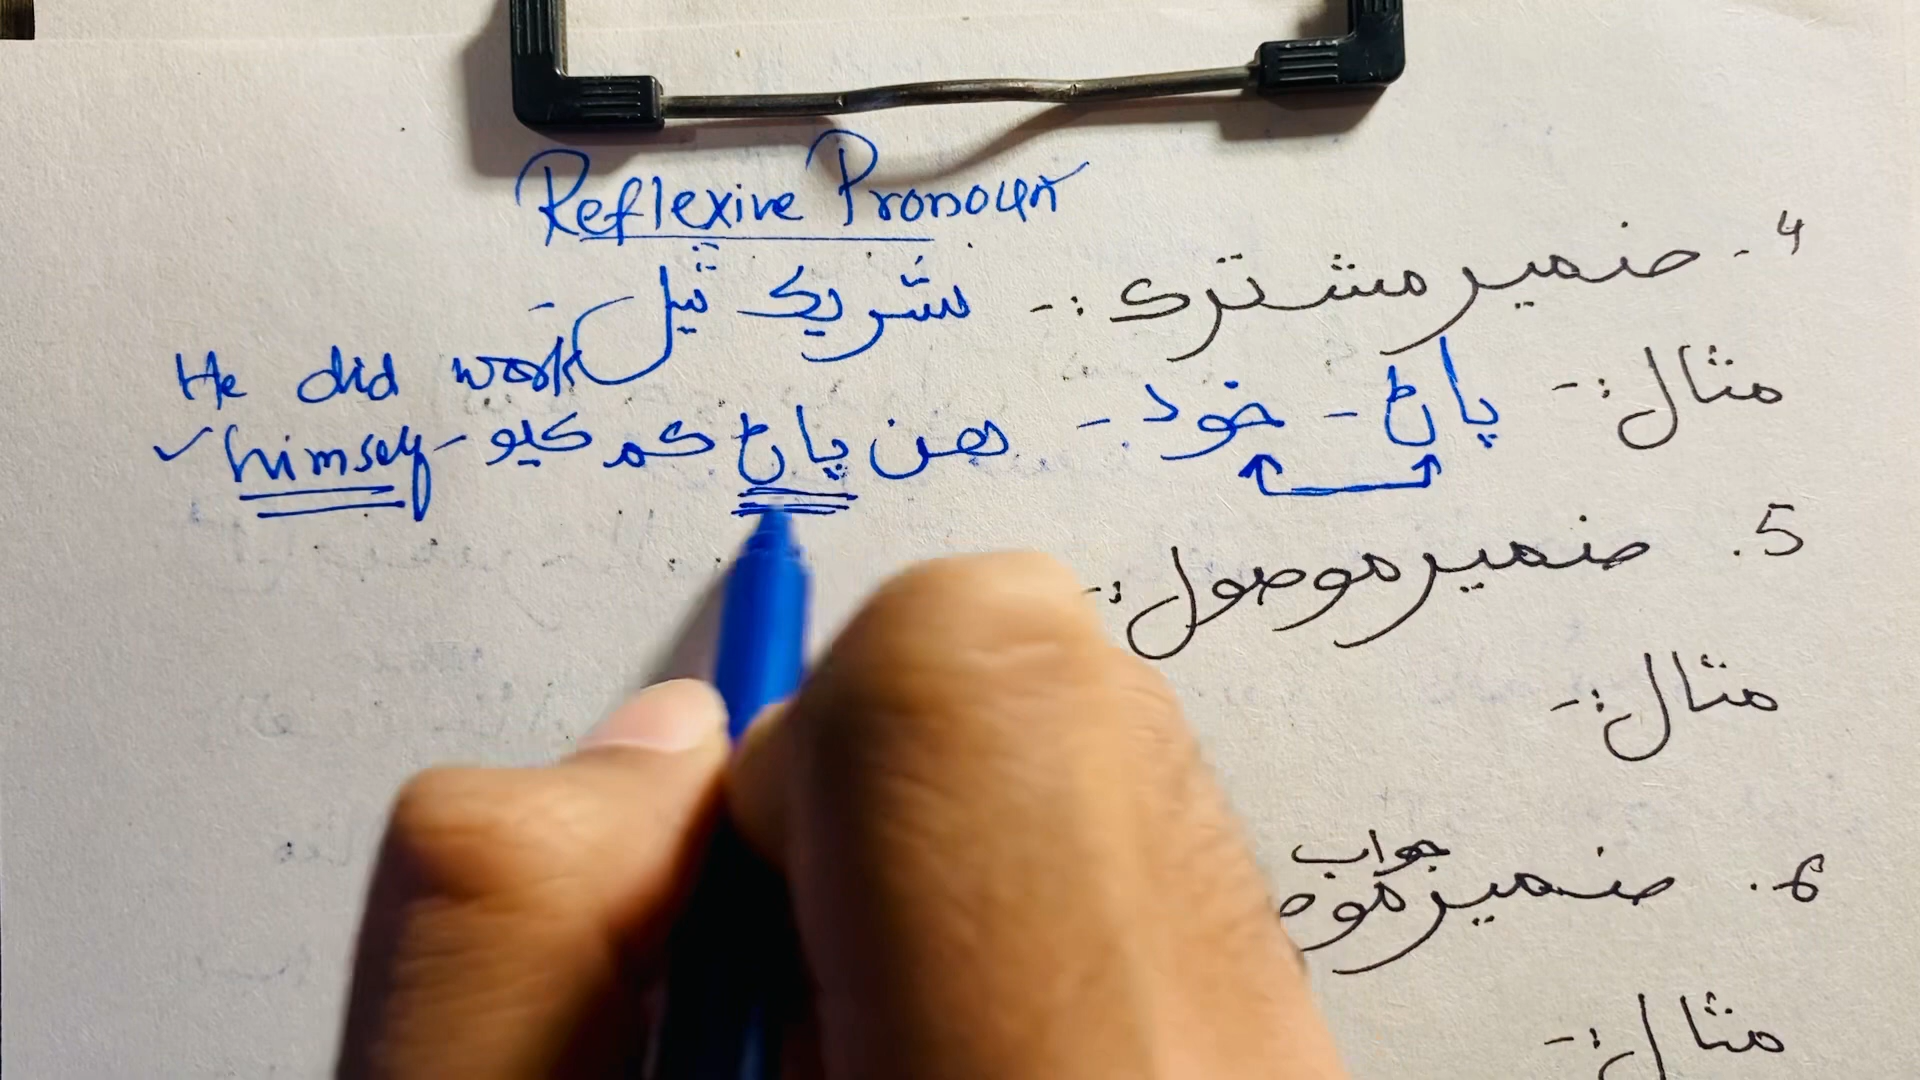 Reflexive Pronoun
4- ضمير مشترڪ :- شريڪ ٿيل -
مثال :- پاڻ - خود - هن پاڻ ڪم ڪيو -
He did work
himself
5. ضمير موصول :-
مثال :-
6. ضمير جواب
مثال :-